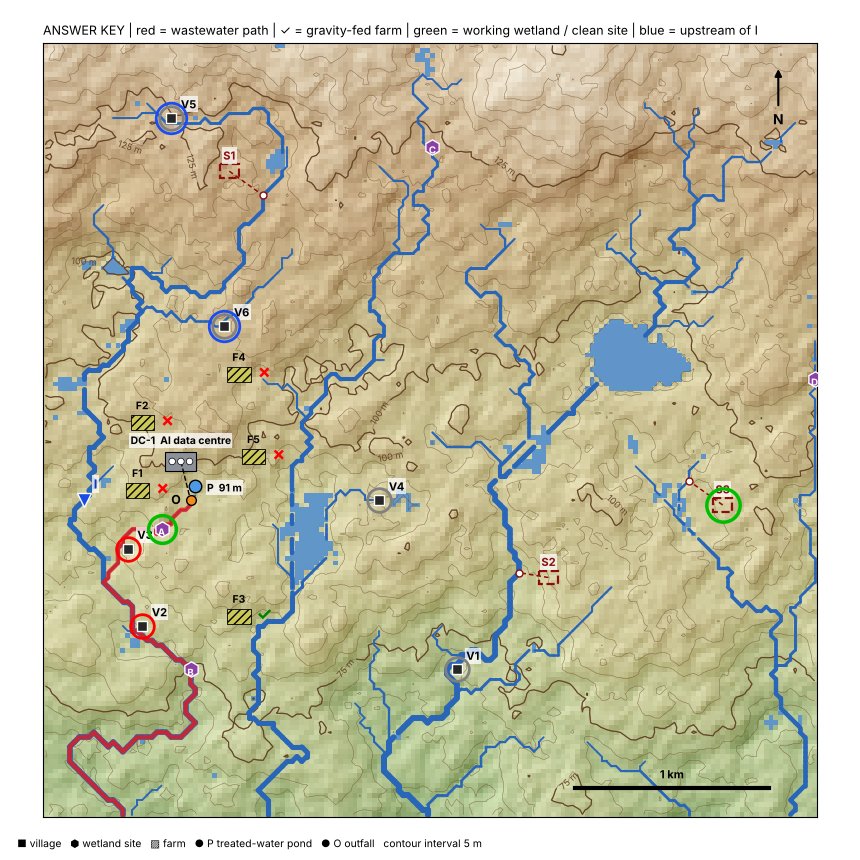 ANSWER KEY | red = wastewater path | ✓ = gravity-fed farm | green = working wetland / clean site | blue = upstream of I
V5
C
125 m
S1
125 m
125 m
N
100 m
V6
F4
D
F2
100 m
DC-1 AI data centre
F5
100 m
F1
I
P 91 m
O
V4
S3
100 m
A
V3
S2
F3
V2
B
V1
75 m
1 km
75 m
village
wetland site
farm
P treated-water pond
O outfall
contour interval 5 m